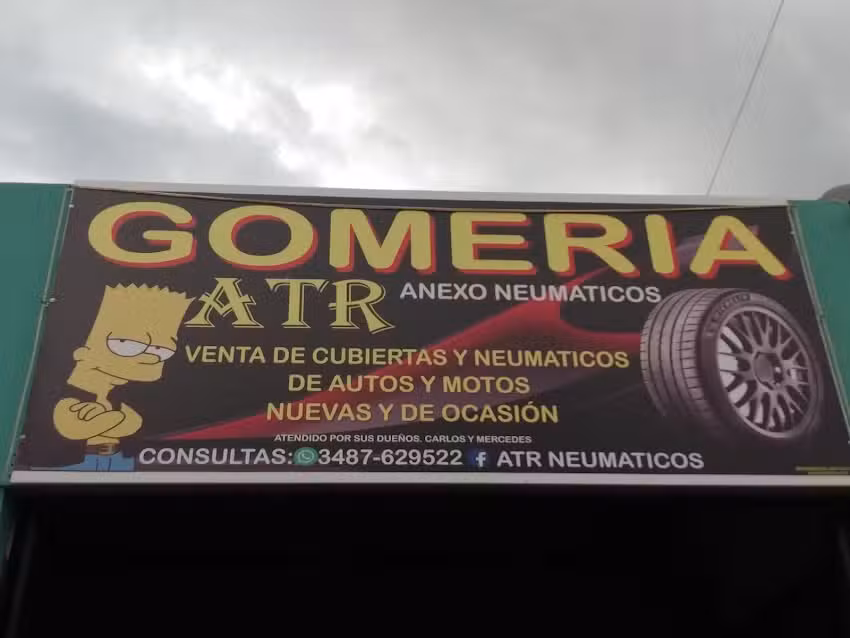 GOMERIA
ATR ANEXO NEUMATICOS
VENTA DE CUBIERTAS Y NEUMATICOS
DE AUTOS Y MOTOS
NUEVAS Y DE OCASIÓN
ATENDIDO POR SUS DUEÑOS. CARLOS Y MERCEDES
CONSULTAS: 3487-629522 f ATR NEUMATICOS